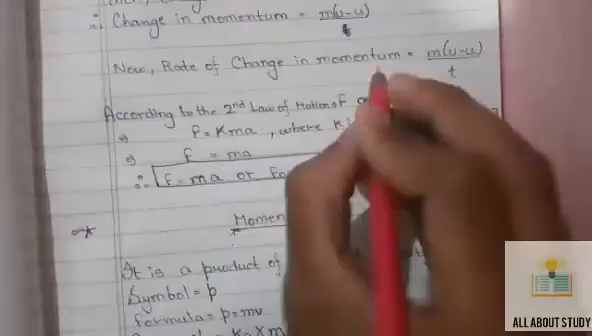 ∴ Change in momentum = m(v-u)
Now, Rate of Change in momentum = m(v-u)
t
According to the 2nd Law of Motion F
⇒ f = Kma, where K
⇒ f = ma
∴ f = ma or
Momen
It is a product of
Symbol = p
formula = p = mv
ALL ABOUT STUDY